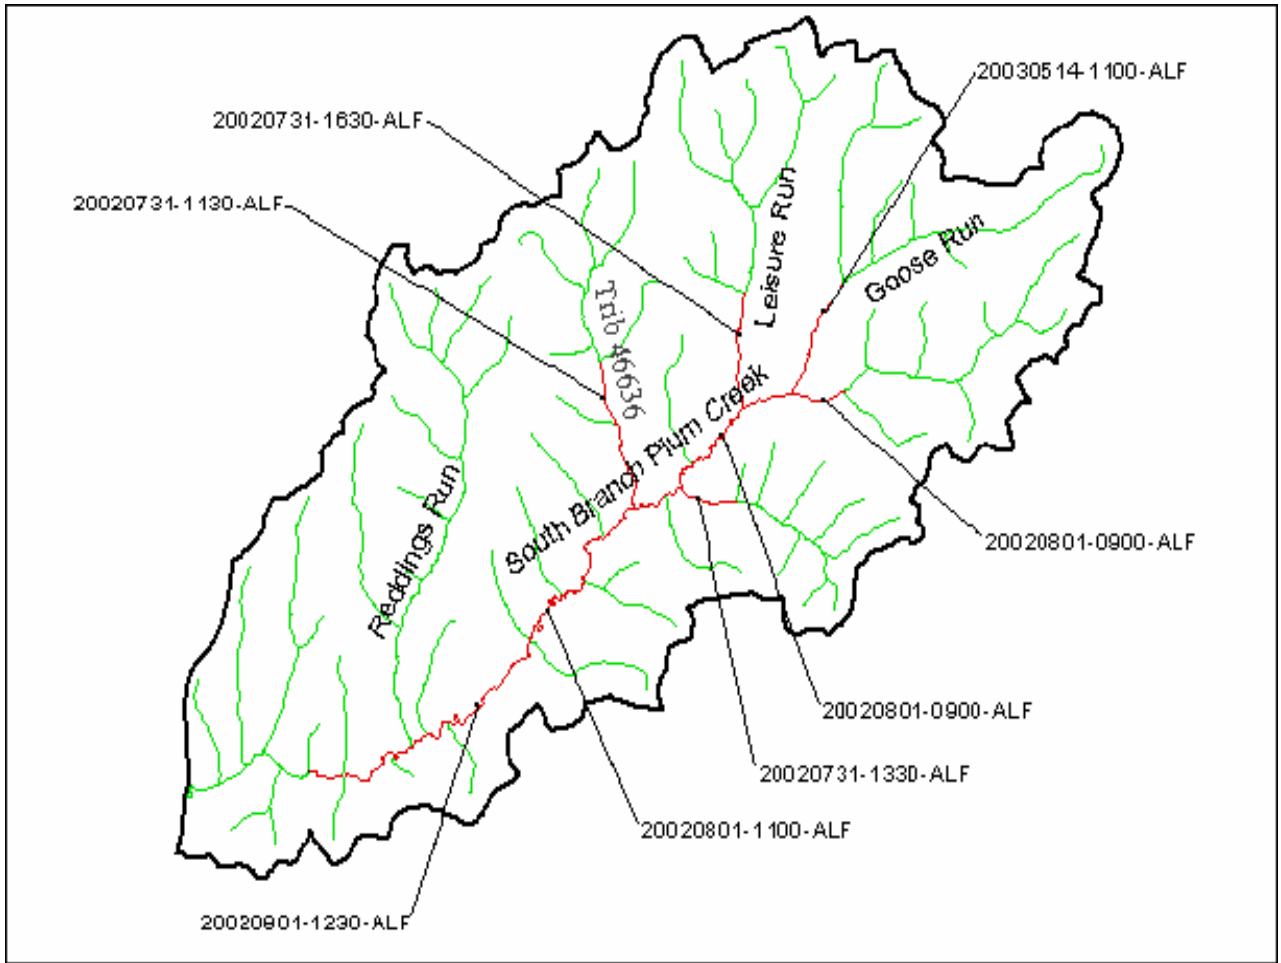 20030514-1100-ALF
20020731-1630-ALF
20020731-1130-ALF
Leisure Run
Goose Run
Trib 46636
South Branch Plum Creek
Reddings Run
20020801-0900-ALF
20020801-0900-ALF
20020731-1330-ALF
20020801-1100-ALF
20020801-1230-ALF